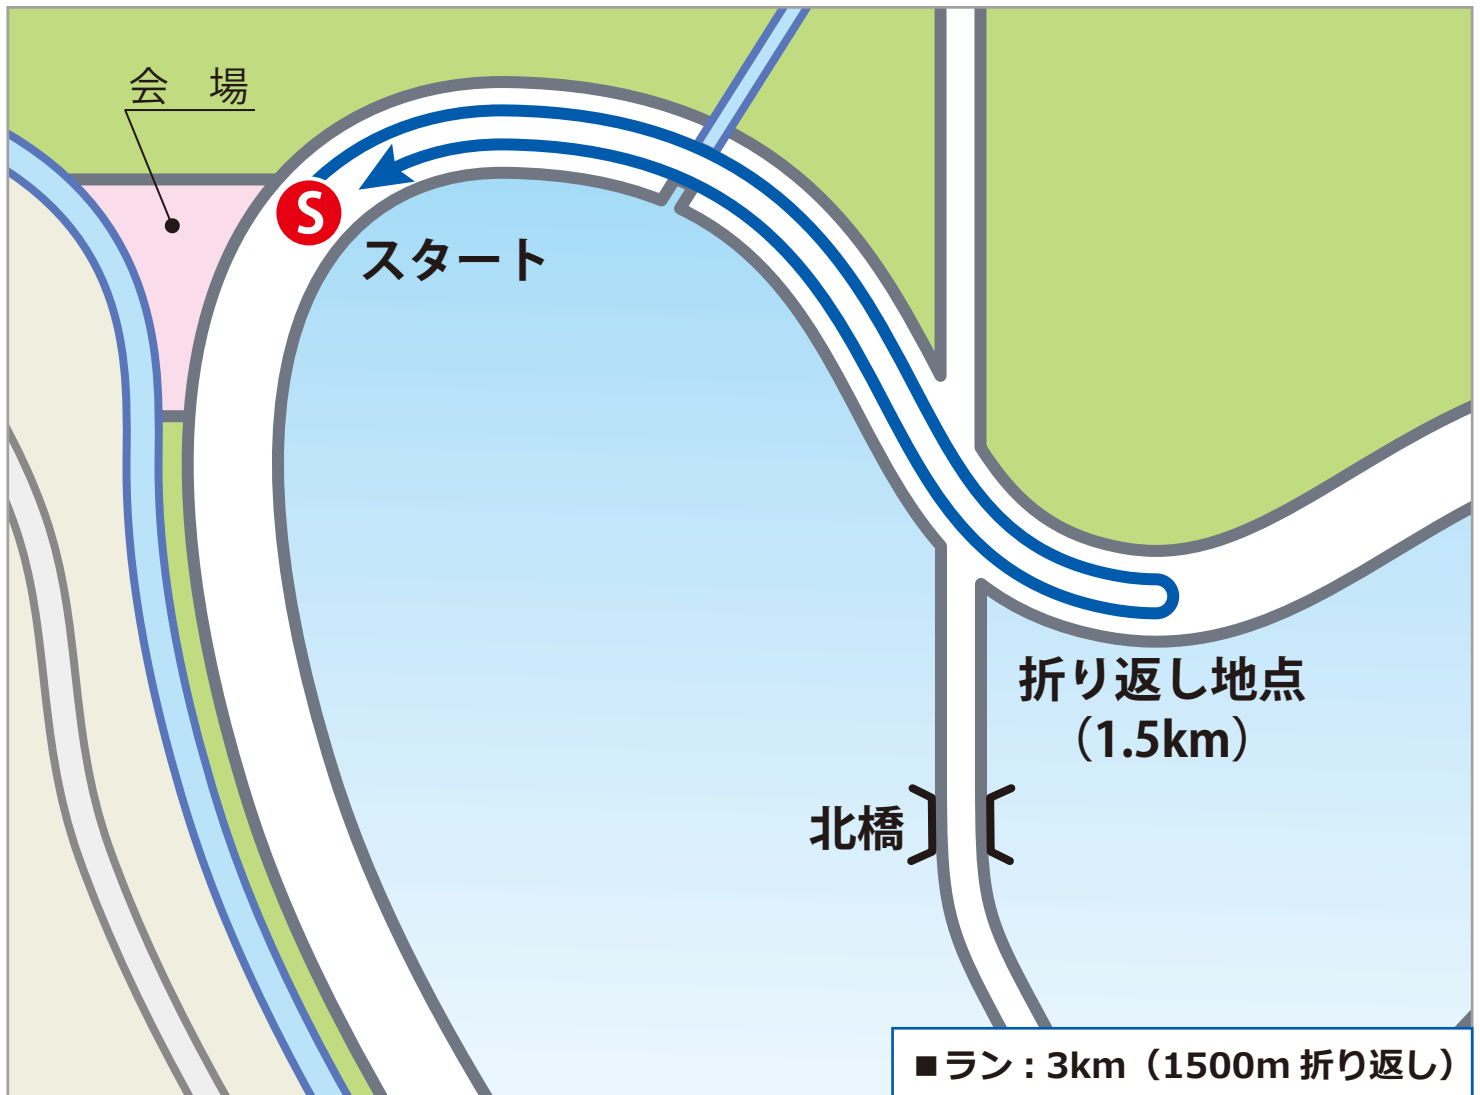 会　場
S
スタート
折り返し地点
（1.5km）
北橋
■ラン：3km（1500m 折り返し）